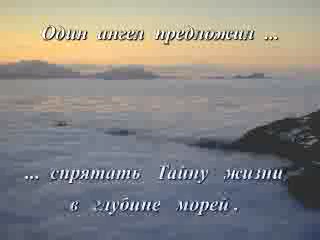 Один ангел предложил ...
... спрятать Тайну жизни
в глубине морей .